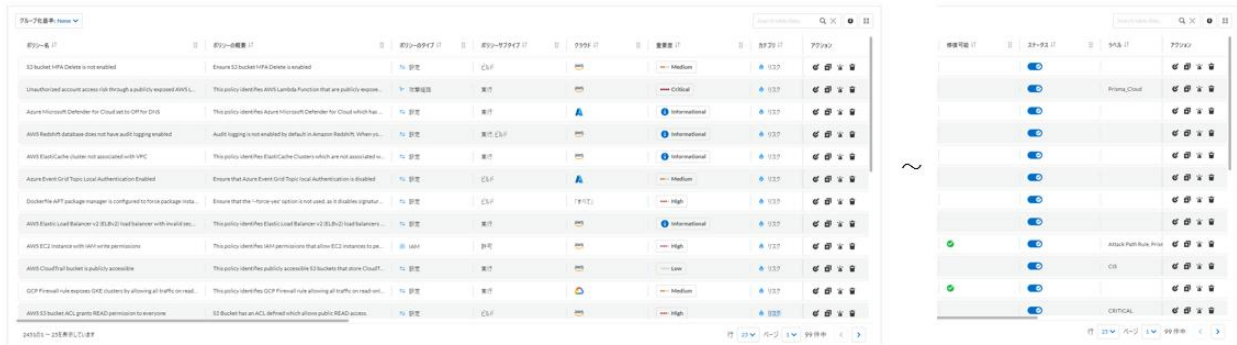 グループ化基準: None
ポリシー名 ポリシーの概要 ポリシーのタイプ ポリシーサブタイプ クラウド 重要度 カテゴリ アクション
S3 bucket MFA Delete is not enabled Ensure S3 bucket MFA Delete is enabled 設定 ビルド aws Medium リスク
Unauthorized account access risk through a publicly exposed AWS L... This policy identifies AWS Lambda Function that are publicly expose... 攻撃経路 実行 aws Critical リスク
Azure Microsoft Defender for Cloud set to Off for DNS This policy identifies Azure Microsoft Defender for Cloud which has... 設定 実行 Informational リスク
AWS Redshift database does not have audit logging enabled Audit logging is not enabled by default in Amazon Redshift. When yo... 設定 実行 ビルド aws Informational リスク
AWS ElastiCache cluster not associated with VPC This policy identifies ElastiCache Clusters which are not associated w... 設定 実行 aws Informational リスク
Azure Event Grid Topic local Authentication Enabled Ensure that Azure Event Grid Topic local Authentication is disabled 設定 ビルド Medium リスク
Dockerfile APT package manager is configured to force package insta... Ensure that the '–force-yes' option is not used, as it disables signatur... 設定 ビルド 「すべて」 High リスク
AWS Elastic Load Balancer v2 (ELBv2) load balancer with invalid sec... This policy identifies Elastic Load Balancer v2 (ELBv2) load balancers... 設定 実行 aws Informational リスク
AWS EC2 instance with IAM write permissions This policy identifies IAM permissions that allow EC2 instances to pe... IAM 許可 aws High リスク
AWS CloudTrail bucket is publicly accessible This policy identifies publicly accessible S3 buckets that store CloudT... 設定 実行 aws Low リスク
GCP Firewall rule exposes GKE clusters by allowing all traffic on read... This policy identifies GCP Firewall rule allowing all traffic on read-onl... 設定 実行 Medium リスク
AWS S3 bucket ACL grants READ permission to everyone S3 Bucket has an ACL defined which allows public READ access. 設定 ビルド aws High リスク
行 25 ページ 1 99 件中
～
修復可能 ステータス ラベル アクション
Prisma_Cloud
Attack Path Rule, Prisr
CIS
CRITICAL
行 25 ページ 1 99 件中